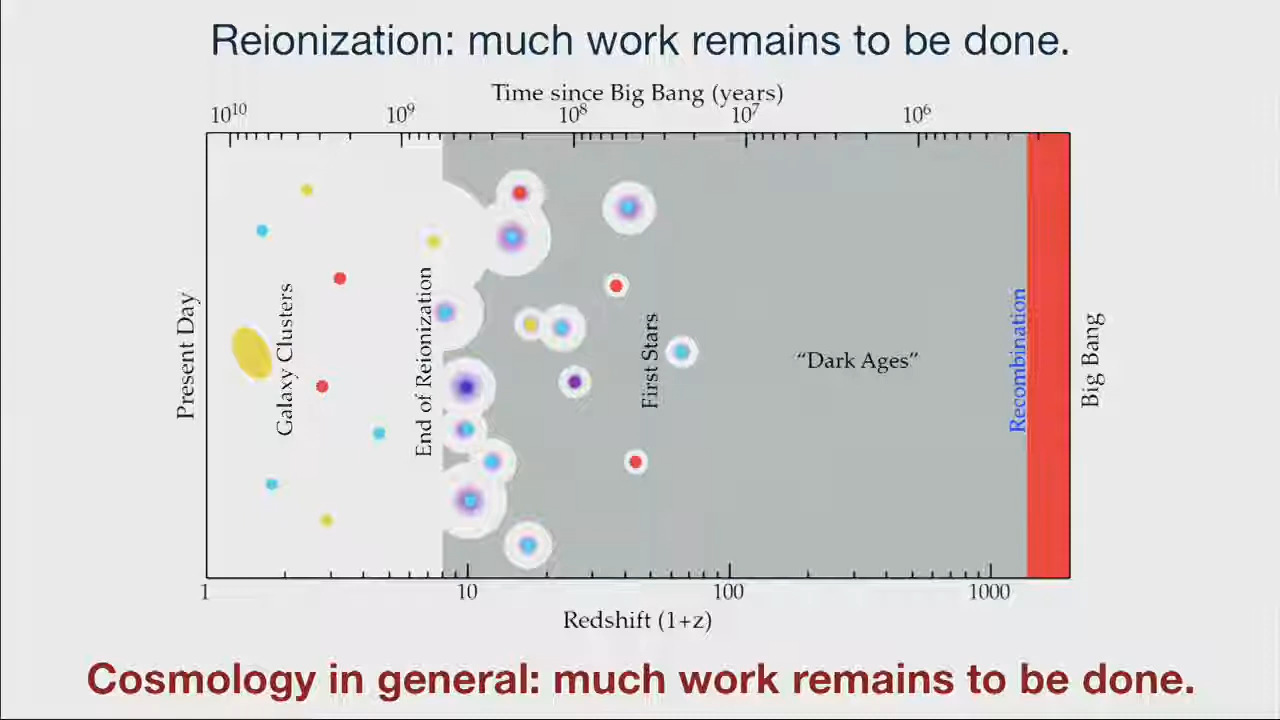 Reionization: much work remains to be done.
Time since Big Bang (years)
10¹⁰ 10⁹ 10⁸ 10⁷ 10⁶
Present Day
Galaxy Clusters
End of Reionization
First Stars
“Dark Ages”
Recombination
Big Bang
1 10 100 1000
Redshift (1+z)
Cosmology in general: much work remains to be done.